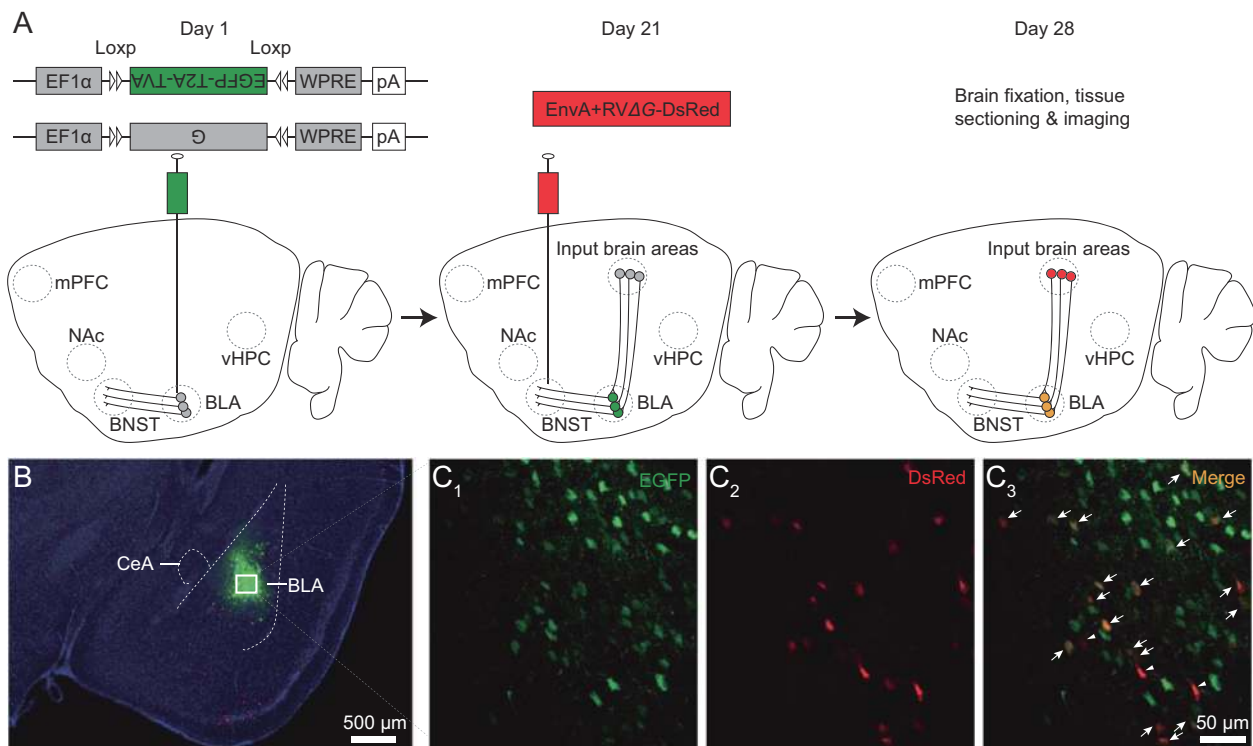 A
Day 1
Day 21
Day 28
Loxp
Loxp
EF1α
EGFP-T2A-TVA
WPRE
pA
EF1α
G
WPRE
pA
EnvA+RVΔG-DsRed
Brain fixation, tissue
sectioning & imaging
mPFC
NAc
vHPC
BNST
BLA
Input brain areas
mPFC
NAc
vHPC
BNST
BLA
Input brain areas
mPFC
NAc
vHPC
BNST
BLA
B
CeA
BLA
500 µm
C1
EGFP
C2
DsRed
C3
Merge
50 µm